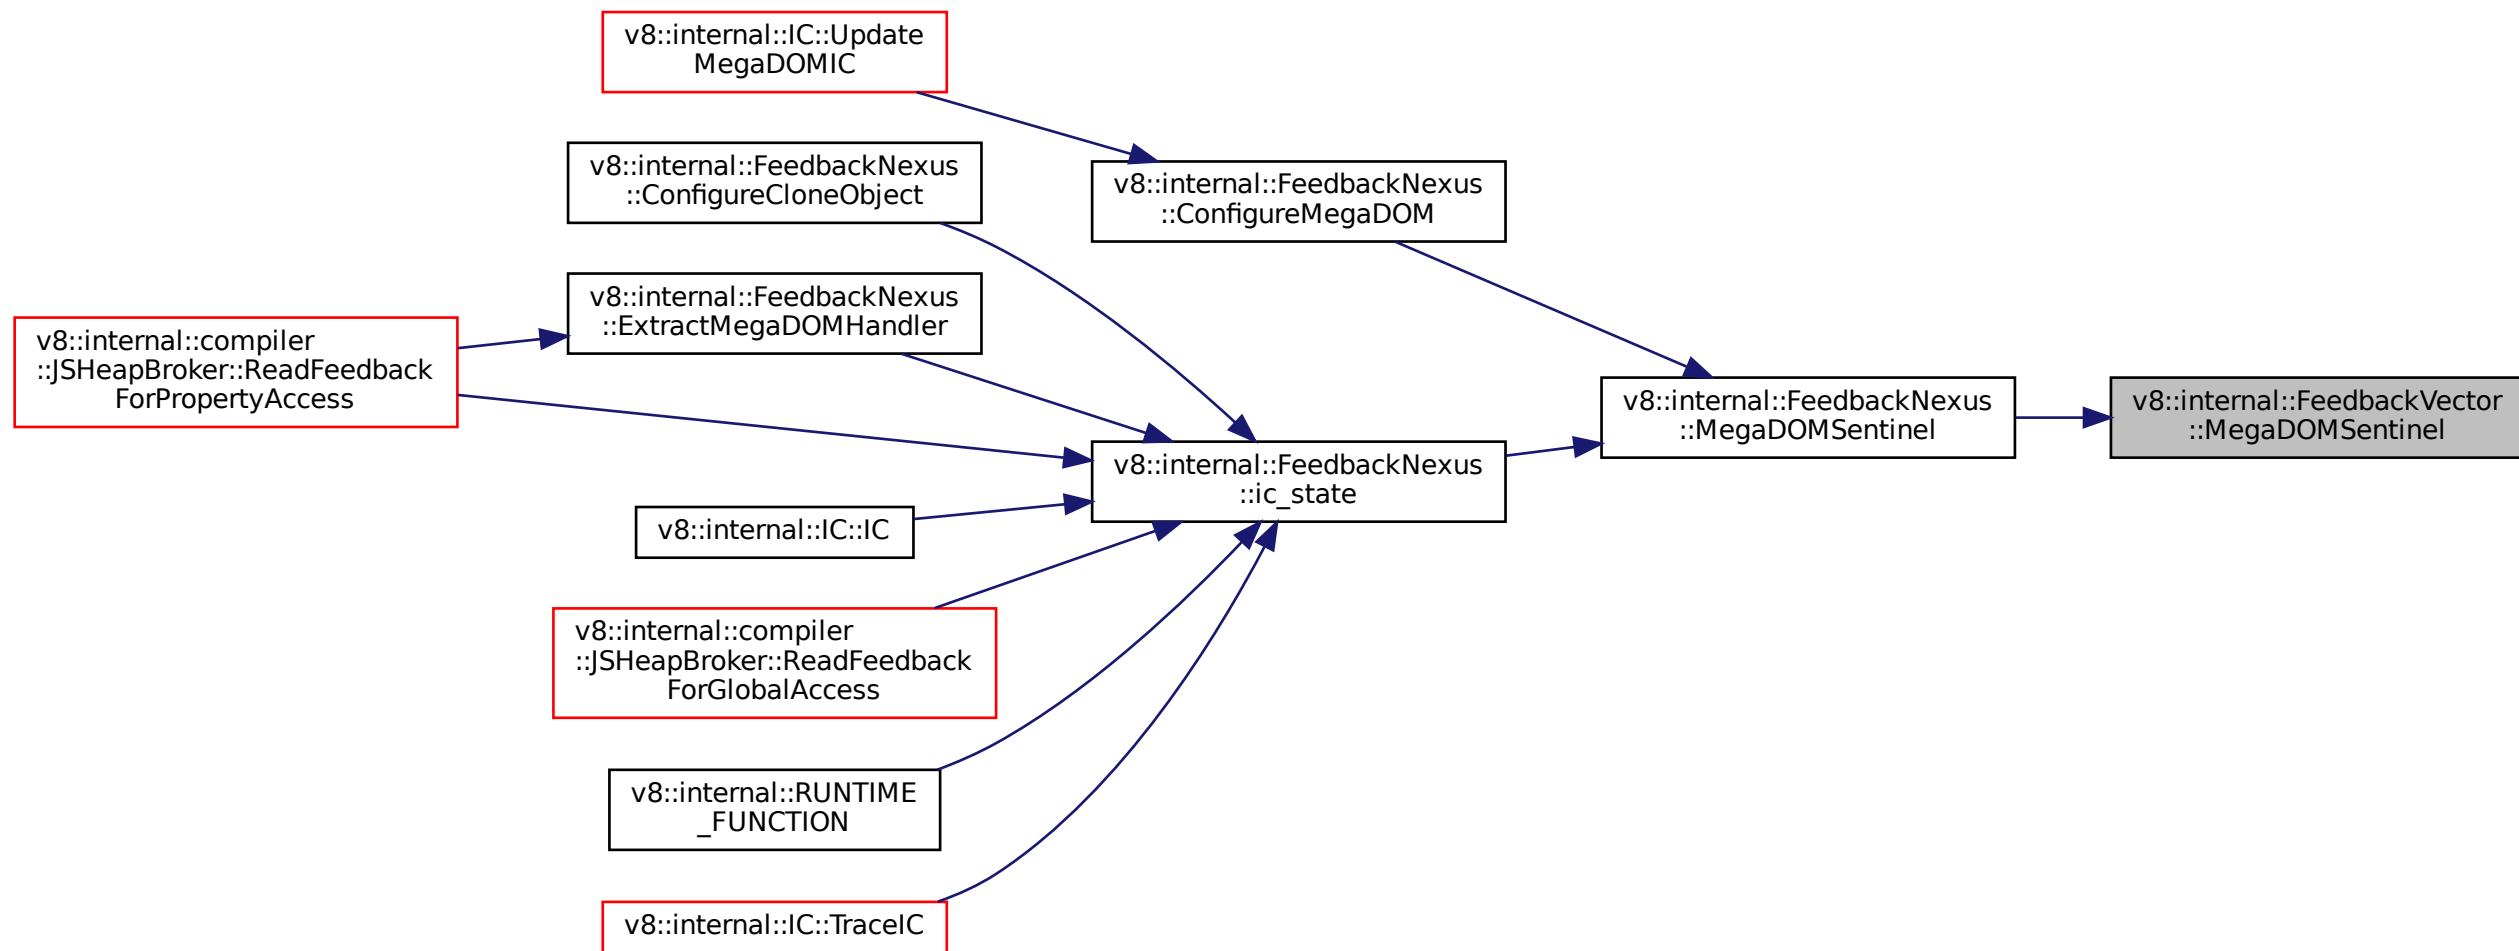 v8::internal::IC::Update
MegaDOMIC
v8::internal::FeedbackNexus
::ConfigureCloneObject
v8::internal::FeedbackNexus
::ConfigureMegaDOM
v8::internal::FeedbackNexus
::ExtractMegaDOMHandler
v8::internal::compiler
::JSHeapBroker::ReadFeedback
ForPropertyAccess
v8::internal::FeedbackNexus
::MegaDOMSentinel
v8::internal::FeedbackVector
::MegaDOMSentinel
v8::internal::FeedbackNexus
::ic_state
v8::internal::IC::IC
v8::internal::compiler
::JSHeapBroker::ReadFeedback
ForGlobalAccess
v8::internal::RUNTIME
_FUNCTION
v8::internal::IC::TraceIC